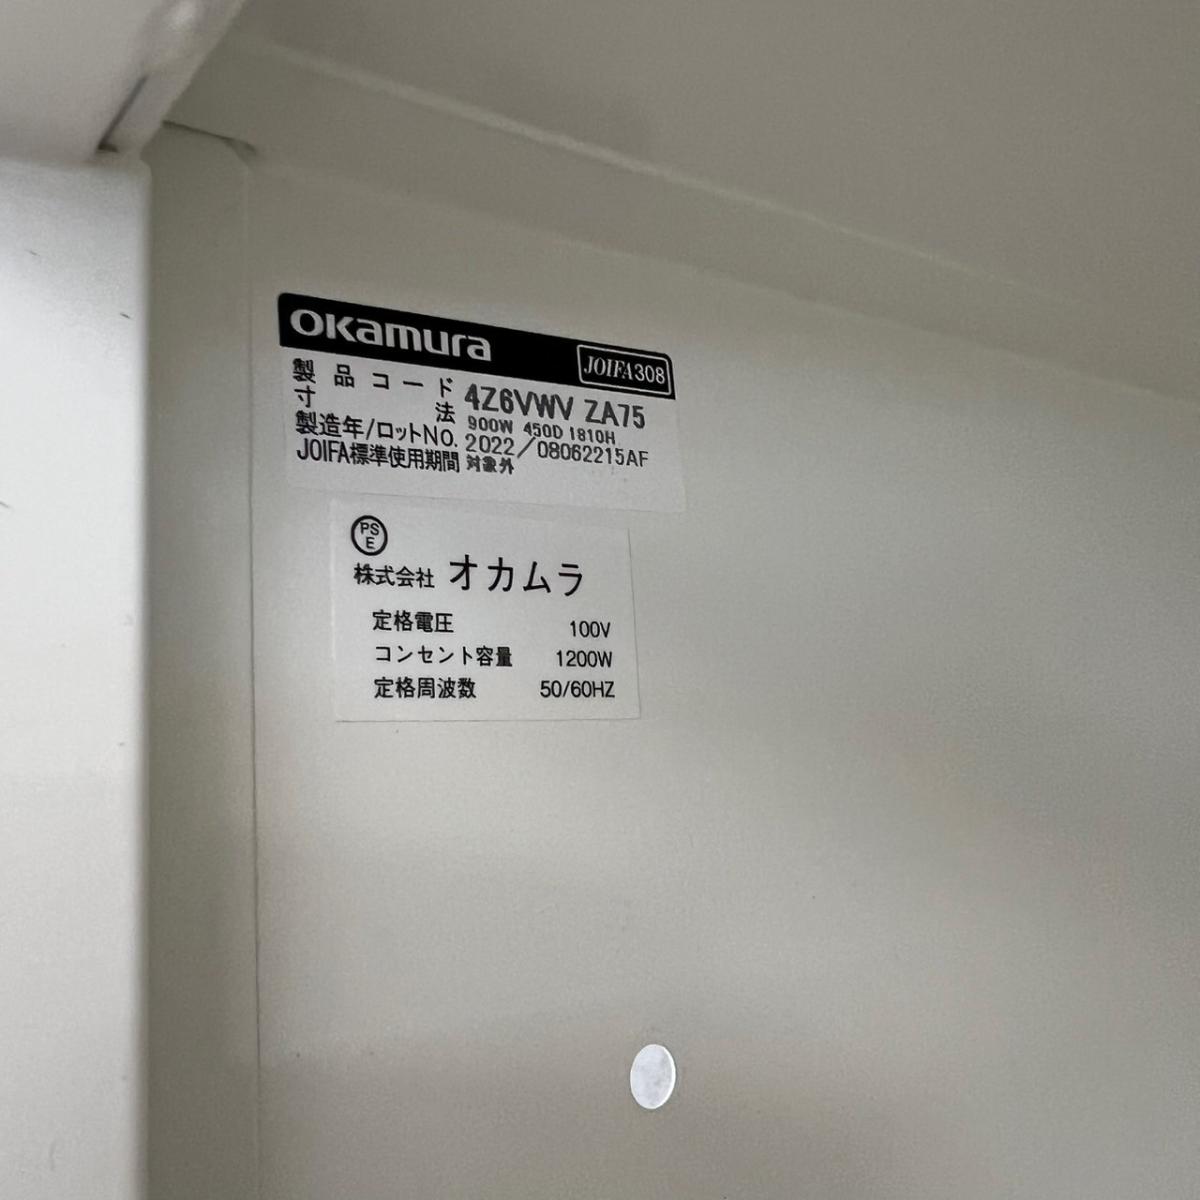 Okamura
JOIFA308
製品コード 4Z6VWV ZA75
寸法 900W 450D 1810H
製造年/ロットNO. 2022/08062215AF
JOIFA標準使用期間 対象外
PS
E
株式会社 オカムラ
定格電圧 100V
コンセント容量 1200W
定格周波数 50/60HZ